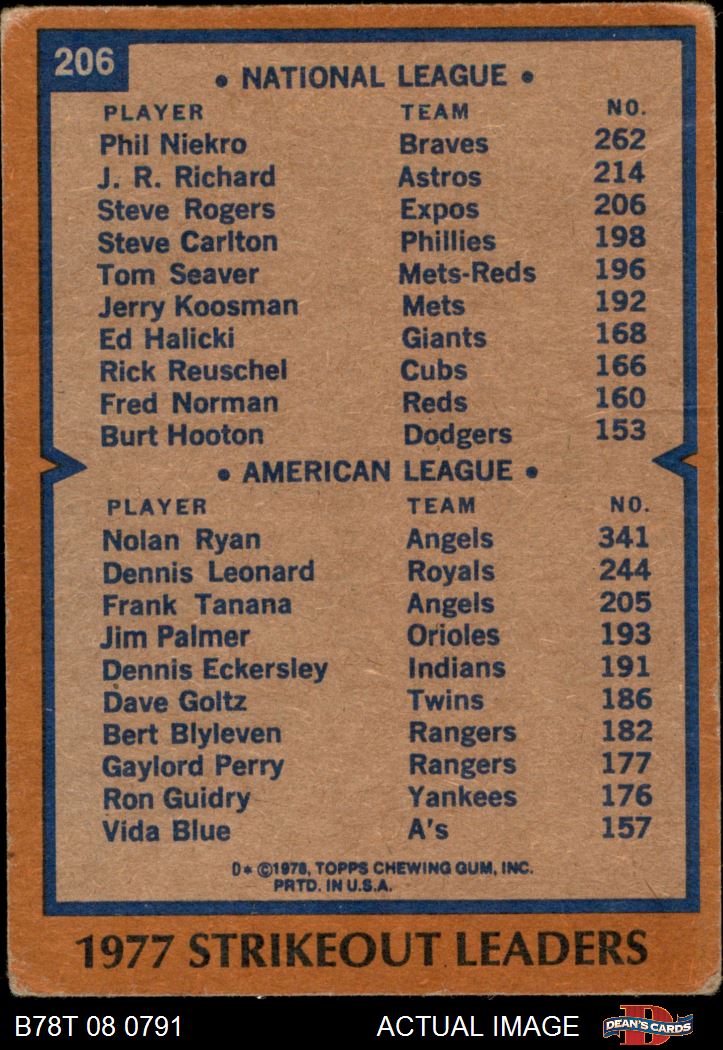 206
• NATIONAL LEAGUE •
PLAYER TEAM NO.
Phil Niekro Braves 262
J. R. Richard Astros 214
Steve Rogers Expos 206
Steve Carlton Phillies 198
Tom Seaver Mets-Reds 196
Jerry Koosman Mets 192
Ed Halicki Giants 168
Rick Reuschel Cubs 166
Fred Norman Reds 160
Burt Hooton Dodgers 153
• AMERICAN LEAGUE •
PLAYER TEAM NO.
Nolan Ryan Angels 341
Dennis Leonard Royals 244
Frank Tanana Angels 205
Jim Palmer Orioles 193
Dennis Eckersley Indians 191
Dave Goltz Twins 186
Bert Blyleven Rangers 182
Gaylord Perry Rangers 177
Ron Guidry Yankees 176
Vida Blue A's 157
D* ©1978, TOPPS CHEWING GUM, INC.
PRTD. IN U.S.A.
1977 STRIKEOUT LEADERS
B78T 08 0791 ACTUAL IMAGE D DEAN'S CARDS